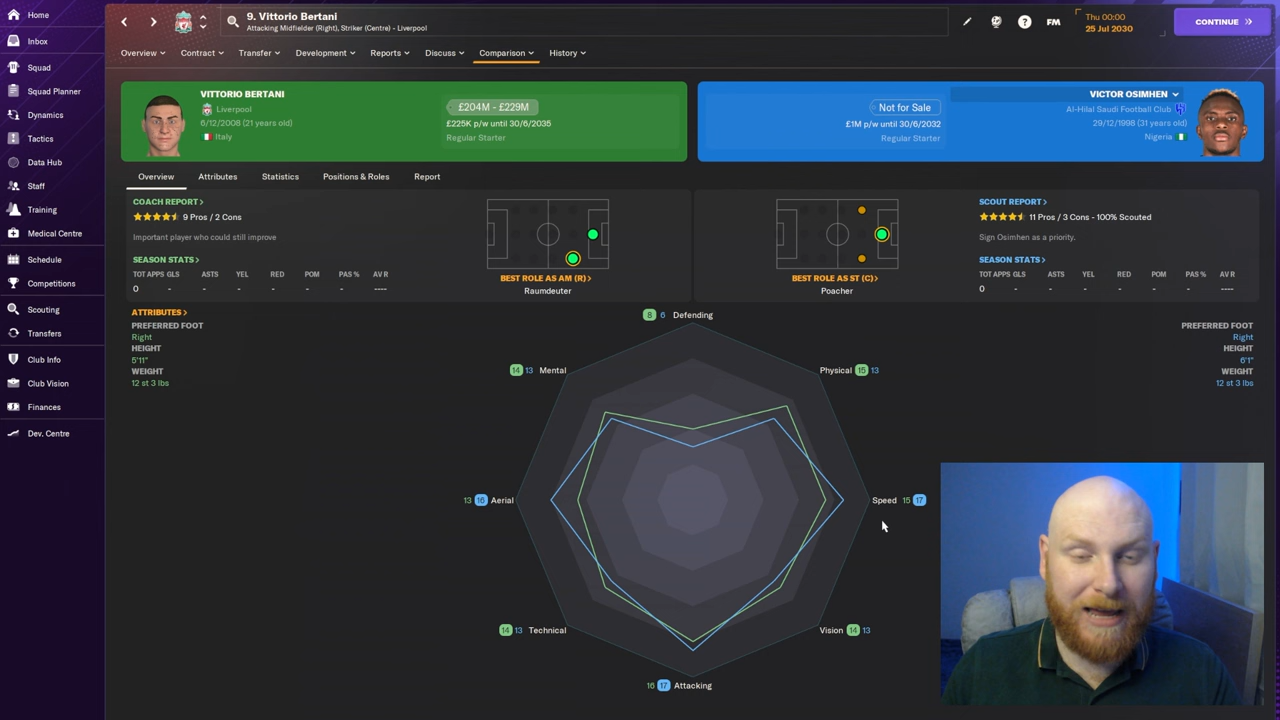 Home
Inbox
Squad
Squad Planner
Dynamics
Tactics
Data Hub
Staff
Training
Medical Centre
Schedule
Competitions
Scouting
Transfers
Club Info
Club Vision
Finances
Dev. Centre
9. Vittorio Bertani
Attacking Midfielder (Right), Striker (Centre) - Liverpool
FM
Thu 00:00
25 Jul 2030
CONTINUE
Overview
Contract
Transfer
Development
Reports
Discuss
Comparison
History
VITTORIO BERTANI
Liverpool
6/12/2008 (21 years old)
Italy
£204M - £229M
£225K p/w until 30/6/2035
Regular Starter
Not for Sale
£1M p/w until 30/6/2032
Regular Starter
VICTOR OSIMHEN
Al-Hilal Saudi Football Club
29/12/1998 (31 years old)
Nigeria
Overview
Attributes
Statistics
Positions & Roles
Report
COACH REPORT >
9 Pros / 2 Cons
Important player who could still improve
SEASON STATS >
TOT APPS GLS ASTS YEL RED POM PAS % AV R
0 - - - - - - ----
BEST ROLE AS AM (R) >
Raumdeuter
BEST ROLE AS ST (C) >
Poacher
SCOUT REPORT >
11 Pros / 3 Cons - 100% Scouted
Sign Osimhen as a priority.
SEASON STATS >
TOT APPS GLS ASTS YEL RED POM PAS % AV R
0 - - - - - - ----
ATTRIBUTES >
PREFERRED FOOT
Right
HEIGHT
5'11"
WEIGHT
12 st 3 lbs
8 6 Defending
14 13 Mental
Physical 15 13
13 16 Aerial
Speed 15 17
14 13 Technical
Vision 14 13
16 17 Attacking
PREFERRED FOOT
Right
HEIGHT
6'1"
WEIGHT
12 st 3 lbs